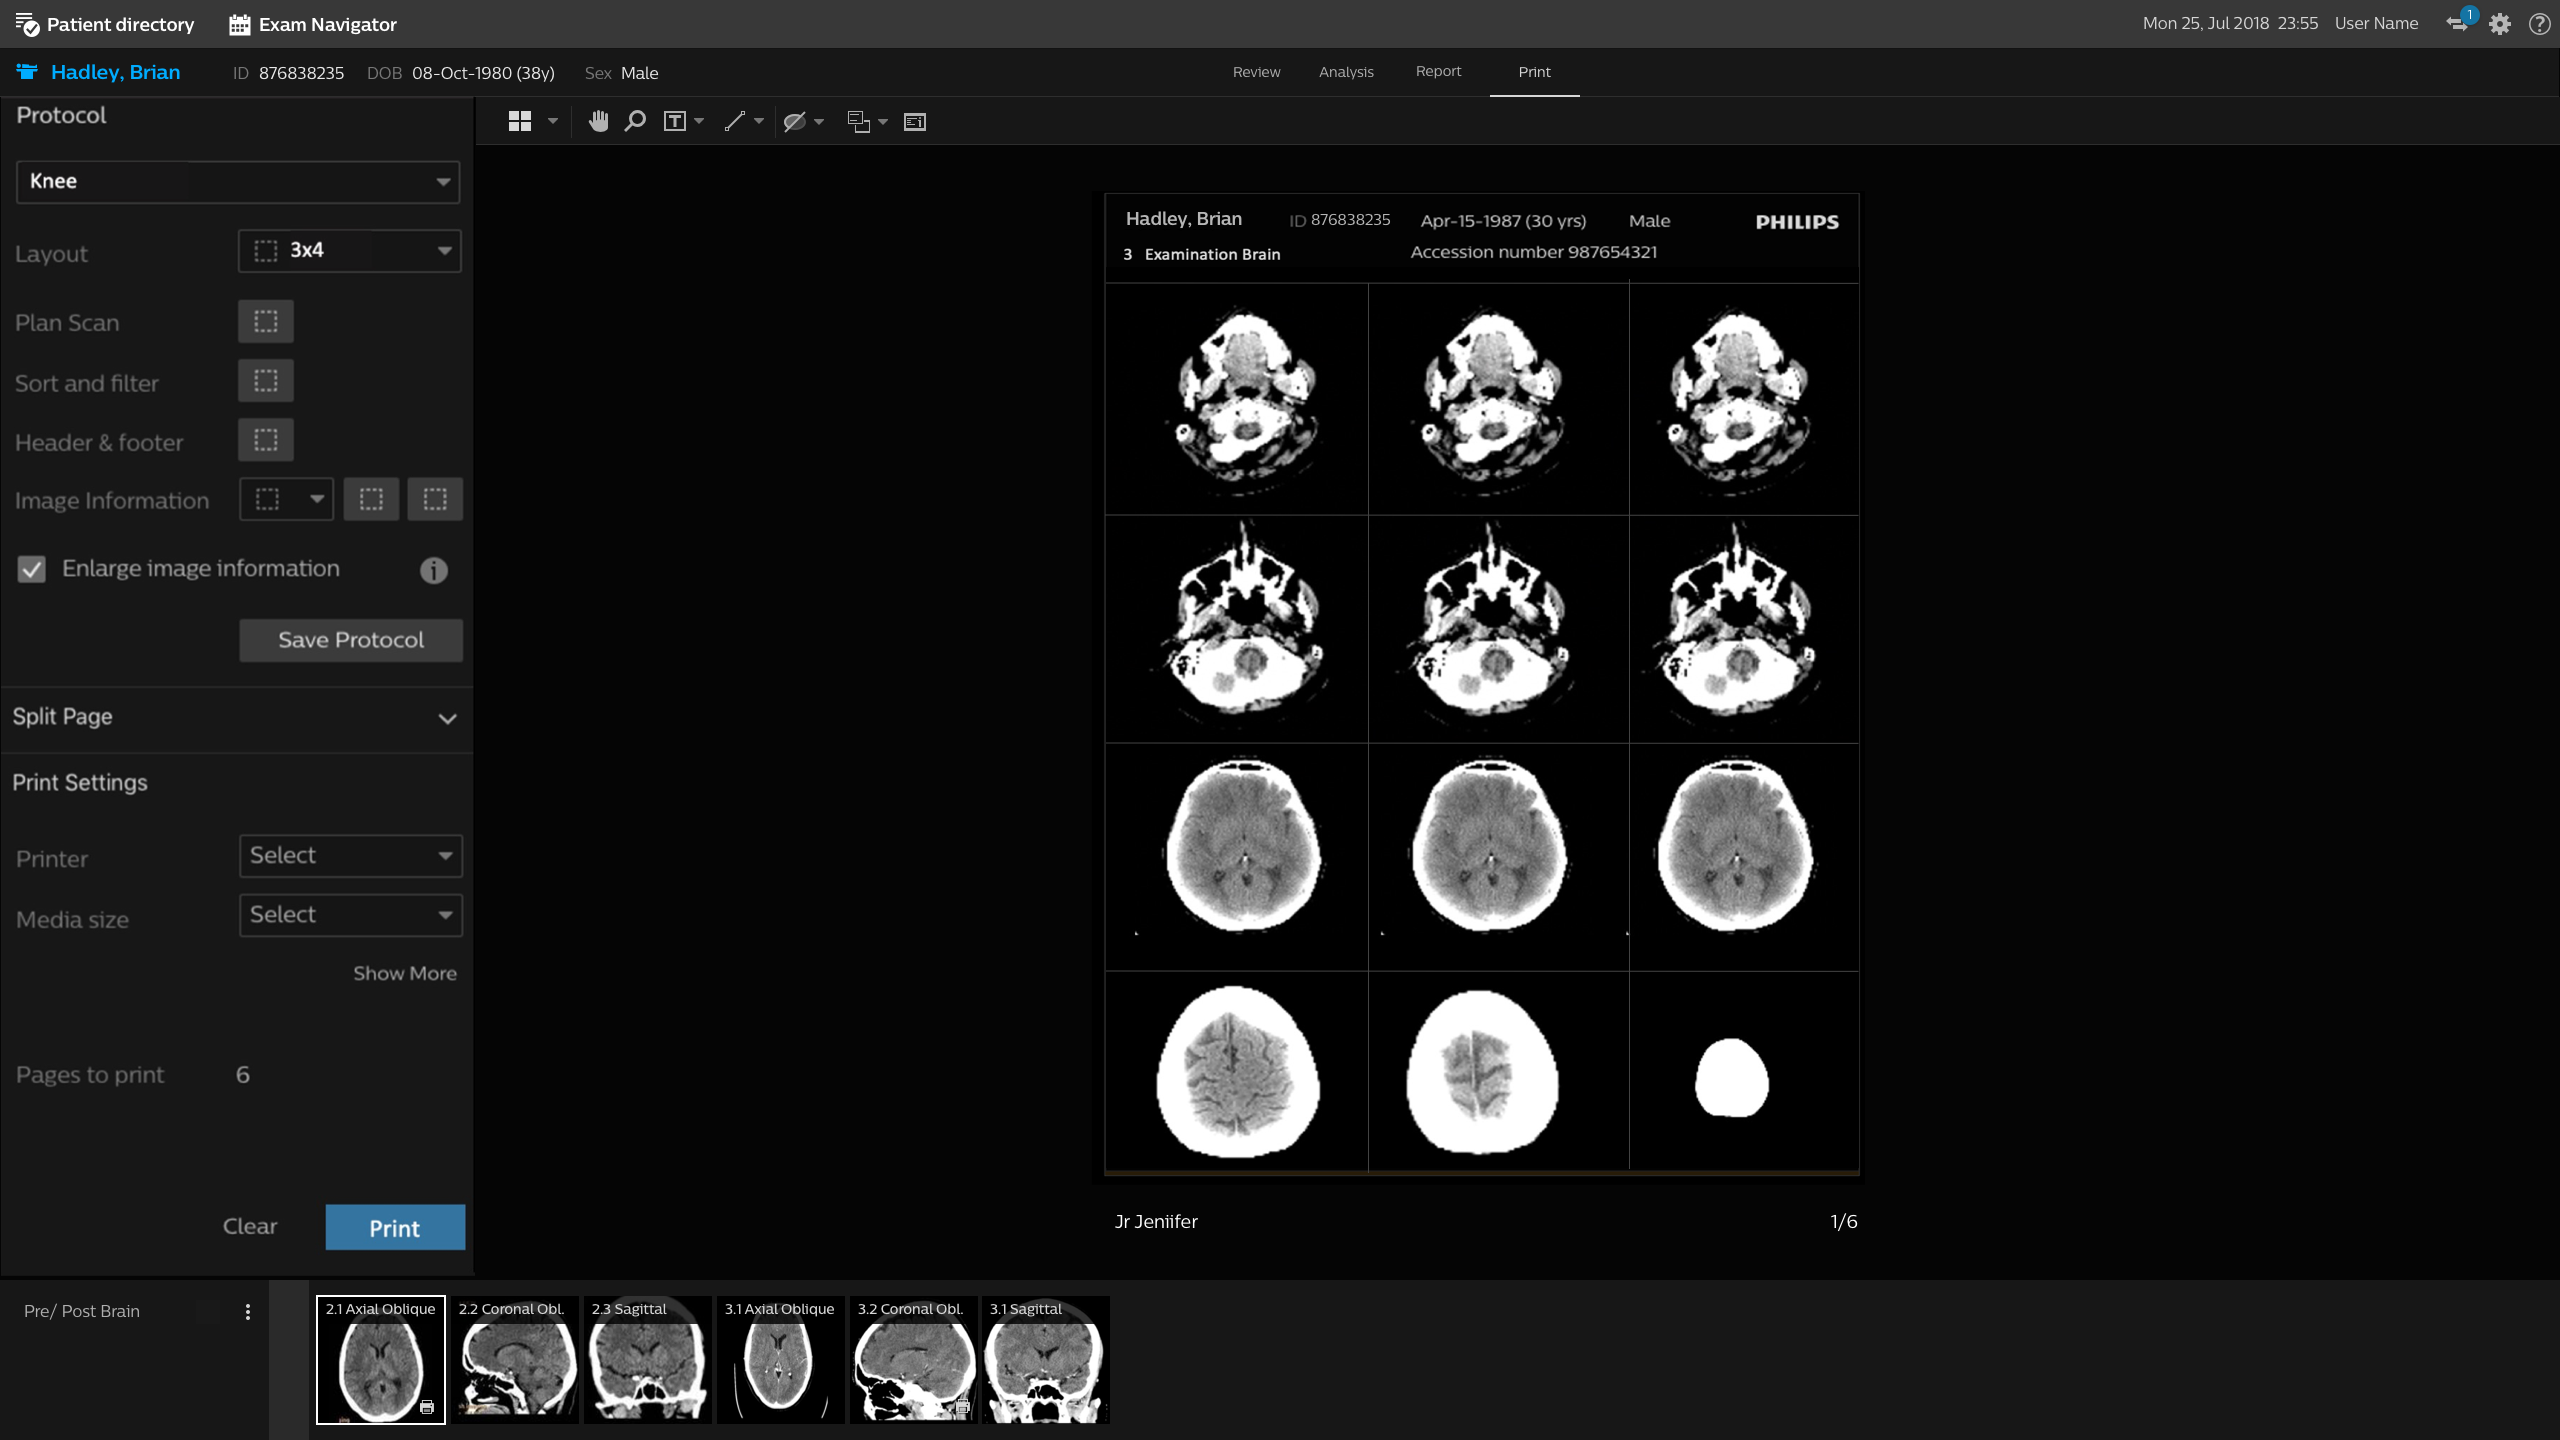 Patient directory
Exam Navigator
Mon 25, Jul 2018 23:55 User Name 1
Hadley, Brian ID 876838235 DOB 08-Oct-1980 (38y) Sex Male
Review Analysis Report Print
Protocol
Knee
Layout 3x4
Plan Scan
Sort and filter
Header & footer
Image Information
Enlarge image information
Save Protocol
Split Page
Print Settings
Printer Select
Media size Select
Show More
Pages to print 6
Clear Print
Hadley, Brian ID 876838235 Apr-15-1987 (30 yrs) Male PHILIPS
3 Examination Brain Accession number 987654321
Jr Jeniifer 1/6
Pre/ Post Brain
2.1 Axial Oblique
2.2 Coronal Obl.
2.3 Sagittal
3.1 Axial Oblique
3.2 Coronal Obl.
3.1 Sagittal